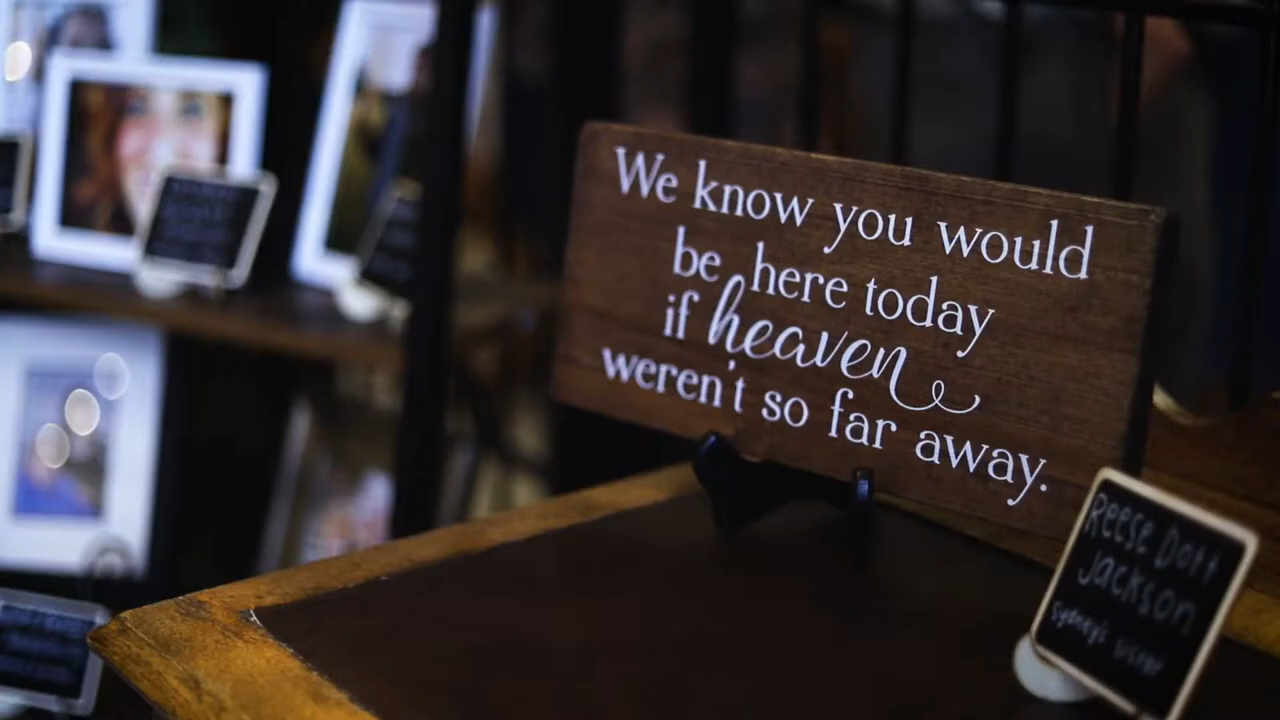 We know you would
be here today
if heaven
weren't so far away.
Reese Dott
Jackson
Sydney's sister